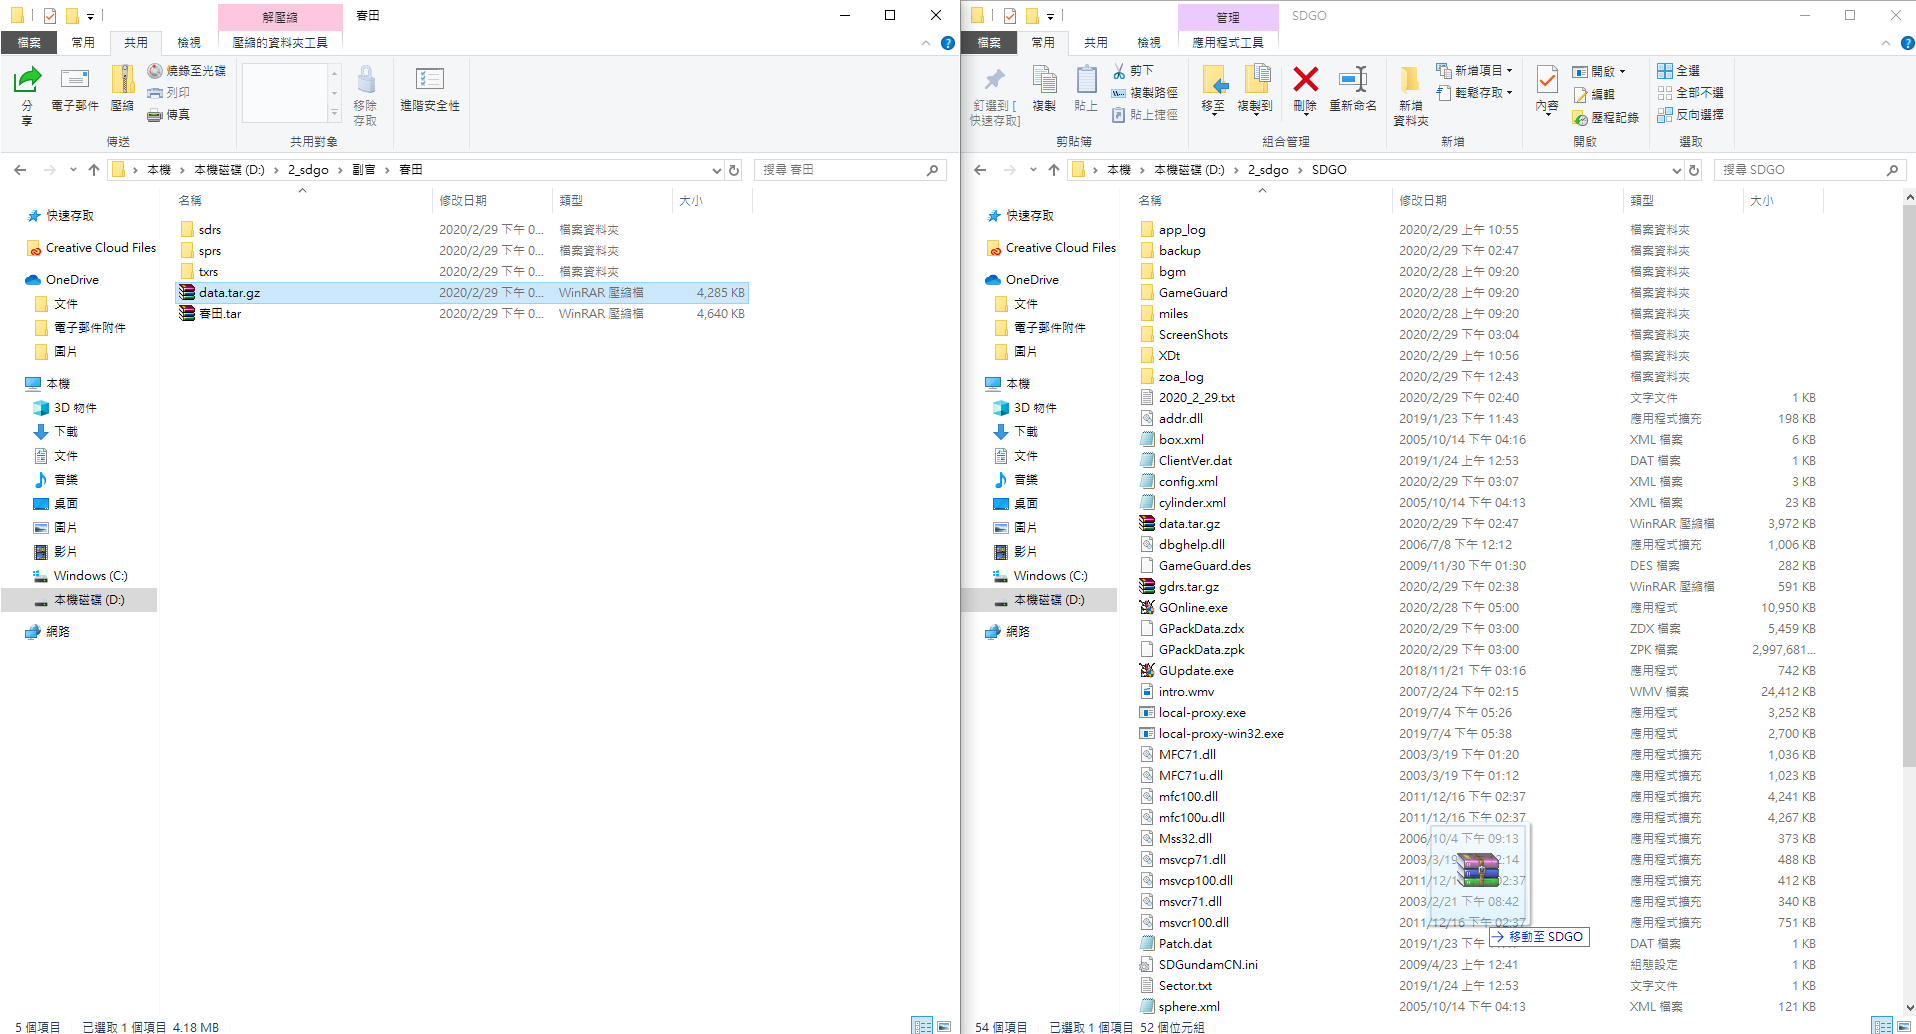 解壓縮
春田
檔案
常用
共用
檢視
壓縮的資料夾工具
分享
電子郵件
壓縮
燒錄至光碟
列印
傳真
傳送
共用對象
移除存取
進階安全性
本機 › 本機磁碟 (D:) › 2_sdgo › 副官 › 春田
搜尋 春田
名稱 修改日期 類型 大小
快速存取
Creative Cloud Files
OneDrive
文件
電子郵件附件
圖片
本機
3D 物件
下載
文件
音樂
桌面
圖片
影片
Windows (C:)
本機磁碟 (D:)
網路
sdrs 2020/2/29 下午 0... 檔案資料夾
sprs 2020/2/29 下午 0... 檔案資料夾
txrs 2020/2/29 下午 0... 檔案資料夾
data.tar.gz 2020/2/29 下午 0... WinRAR 壓縮檔 4,285 KB
春田.tar 2020/2/29 下午 0... WinRAR 壓縮檔 4,640 KB
5 個項目 已選取 1 個項目 4.18 MB
管理
SDGO
檔案
常用
共用
檢視
應用程式工具
釘選到 [快速存取]
複製
貼上
剪下
複製路徑
貼上捷徑
剪貼簿
移至
複製到
刪除
重新命名
組合管理
新增資料夾
新增項目
輕鬆存取
新增
內容
開啟
編輯
歷程記錄
開啟
全選
全部不選
反向選擇
選取
本機 › 本機磁碟 (D:) › 2_sdgo › SDGO
搜尋 SDGO
名稱 修改日期 類型 大小
快速存取
Creative Cloud Files
OneDrive
文件
電子郵件附件
圖片
本機
3D 物件
下載
文件
音樂
桌面
圖片
影片
Windows (C:)
本機磁碟 (D:)
網路
app_log 2020/2/29 上午 10:55 檔案資料夾
backup 2020/2/29 下午 02:47 檔案資料夾
bgm 2020/2/28 上午 09:20 檔案資料夾
GameGuard 2020/2/28 上午 09:20 檔案資料夾
miles 2020/2/28 上午 09:20 檔案資料夾
ScreenShots 2020/2/29 下午 03:04 檔案資料夾
XDt 2020/2/29 上午 10:56 檔案資料夾
zoa_log 2020/2/29 下午 12:43 檔案資料夾
2020_2_29.txt 2020/2/29 下午 02:40 文字文件 1 KB
addr.dll 2019/1/23 下午 11:43 應用程式擴充 198 KB
box.xml 2005/10/14 下午 04:16 XML 檔案 6 KB
ClientVer.dat 2019/1/24 上午 12:53 DAT 檔案 1 KB
config.xml 2020/2/29 下午 03:07 XML 檔案 3 KB
cylinder.xml 2005/10/14 下午 04:13 XML 檔案 23 KB
data.tar.gz 2020/2/29 下午 02:47 WinRAR 壓縮檔 3,972 KB
dbghelp.dll 2006/7/8 下午 12:12 應用程式擴充 1,006 KB
GameGuard.des 2009/11/30 下午 01:30 DES 檔案 282 KB
gdrs.tar.gz 2020/2/29 下午 02:38 WinRAR 壓縮檔 591 KB
GOnline.exe 2020/2/28 下午 05:00 應用程式 10,950 KB
GPackData.zdx 2020/2/29 下午 03:00 ZDX 檔案 5,459 KB
GPackData.zpk 2020/2/29 下午 03:00 ZPK 檔案 2,997,681...
GUpdate.exe 2018/11/21 下午 03:16 應用程式 742 KB
intro.wmv 2007/2/24 下午 02:15 WMV 檔案 24,412 KB
local-proxy.exe 2019/7/4 下午 05:26 應用程式 3,252 KB
local-proxy-win32.exe 2019/7/4 下午 05:38 應用程式 2,700 KB
MFC71.dll 2003/3/19 下午 01:20 應用程式擴充 1,036 KB
MFC71u.dll 2003/3/19 下午 01:12 應用程式擴充 1,023 KB
mfc100.dll 2011/12/16 下午 02:37 應用程式擴充 4,241 KB
mfc100u.dll 2011/12/16 下午 02:37 應用程式擴充 4,267 KB
Mss32.dll 2006/10/4 下午 09:13 應用程式擴充 373 KB
msvcp71.dll 2003/3/19 2:14 應用程式擴充 488 KB
msvcp100.dll 2011/12/1 02:37 應用程式擴充 412 KB
msvcr71.dll 2003/2/21 下午 08:42 應用程式擴充 340 KB
msvcr100.dll 2011/12/16 下午 02:37 應用程式擴充 751 KB
Patch.dat 2019/1/23 下 DAT 檔案 1 KB
移動至 SDGO
SDGundamCN.ini 2009/4/23 上午 12:41 組態設定 1 KB
Sector.txt 2019/1/24 上午 12:53 文字文件 1 KB
sphere.xml 2005/10/14 下午 04:13 XML 檔案 121 KB
54 個項目 已選取 1 個項目 52 個位元組